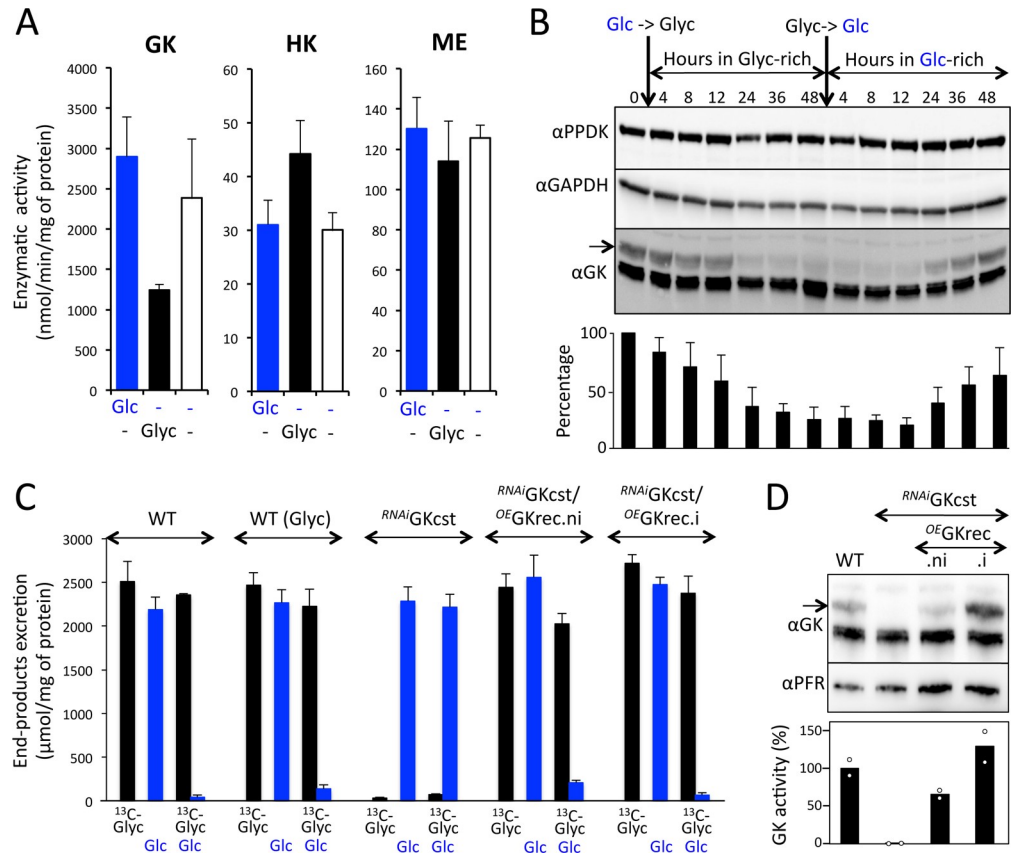 A
GK HK ME
Enzymatic activity
(nmol/min/mg of protein)
4000 60 160
3500 50 140
3000 40 120
2500 30 100
2000 20 80
1500 10 60
1000 0 40
500 20
0 0
Glc - - Glc - - Glc - -
- Glyc - - Glyc - - Glyc -
B
Glc -> Glyc Glyc-> Glc
Hours in Glyc-rich Hours in Glc-rich
0 4 8 12 24 36 48 4 8 12 24 36 48
αPPDK
αGAPDH
αGK
Percentage
100
50
0
C
WT WT (Glyc) RNAiGKcst RNAiGKcst/ RNAiGKcst/
OEGKrec.ni OEGKrec.i
End-products excretion
(µmol/mg of protein)
3000
2500
2000
1500
1000
500
0
13C- 13C- 13C- 13C- 13C- 13C- 13C- 13C- 13C- 13C-
Glyc Glyc Glyc Glyc Glyc Glyc Glyc Glyc Glyc Glyc
Glc Glc Glc Glc Glc Glc Glc Glc Glc Glc
D
RNAiGKcst
OEGKrec
WT .ni .i
αGK
αPFR
GK activity (%)
150
100
50
0